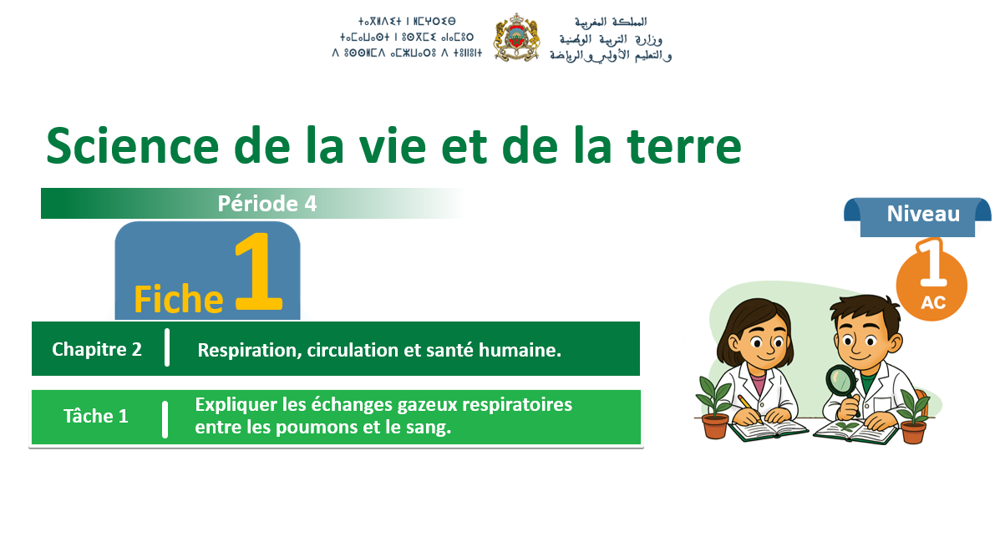 ⵜⴰⴳⵍⴷⵉⵜ ⵏ ⵍⵎⵖⵔⵉⴱ
ⵜⴰⵎⴰⵡⴰⵙⵜ ⵏ ⵓⵙⴳⵎⵉ ⴰⵏⴰⵎⵓⵔ
ⴷ ⵓⵙⵙⵍⵎⴷ ⴰⵎⵣⵡⴰⵔⵓ ⴷ ⵜⵓⵏⵏⵓⵏⵜ
المملكة المغربية
وزارة التربية الوطنية
والتعليم الأولي والرياضة
Science de la vie et de la terre
Période 4
Niveau
1
AC
Fiche 1
Chapitre 2
Respiration, circulation et santé humaine.
Tâche 1
Expliquer les échanges gazeux respiratoires
entre les poumons et le sang.